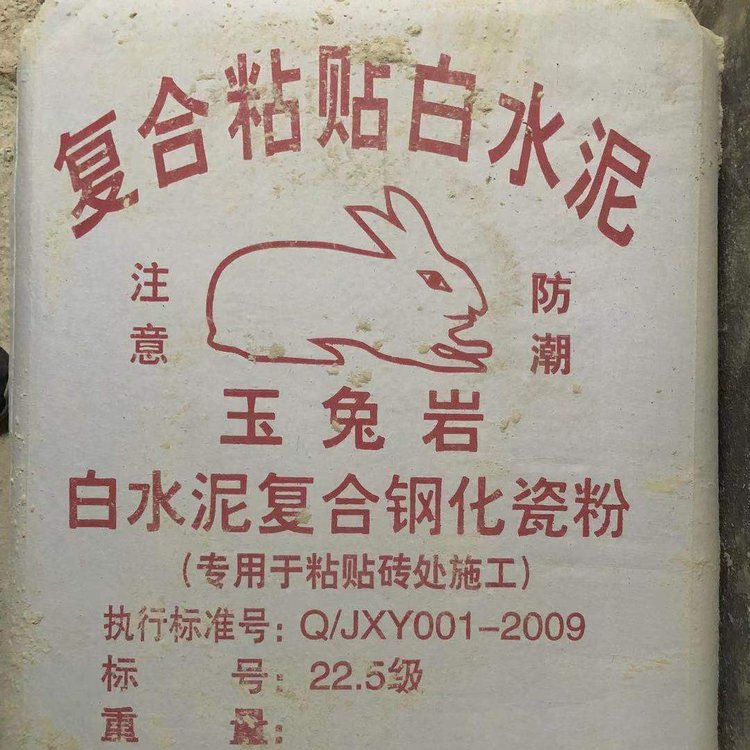 复合粘贴白水泥
注意
防潮
玉兔岩
白水泥复合钢化瓷粉
(专用于粘贴砖处施工)
执行标准号：Q/JXY001-2009
标号：22.5级
重量：